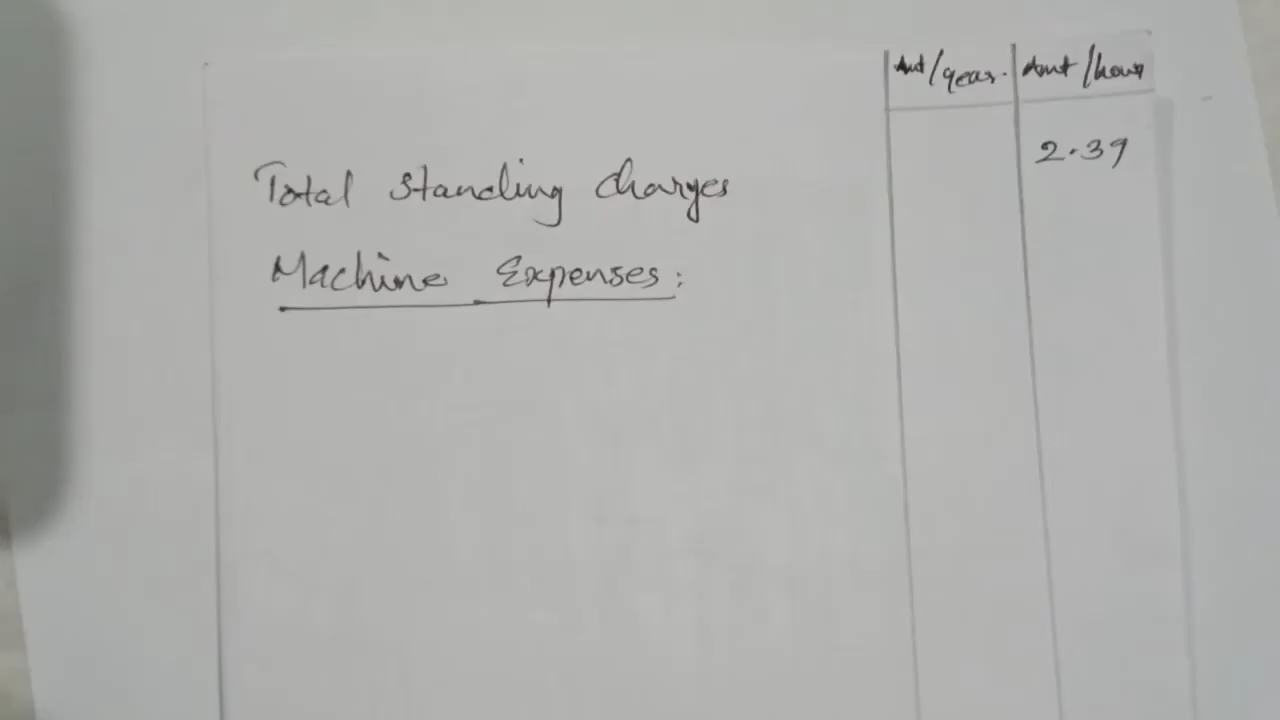 Amt/year. Amt/hour
2.39
Total standing charges
Machine Expenses: